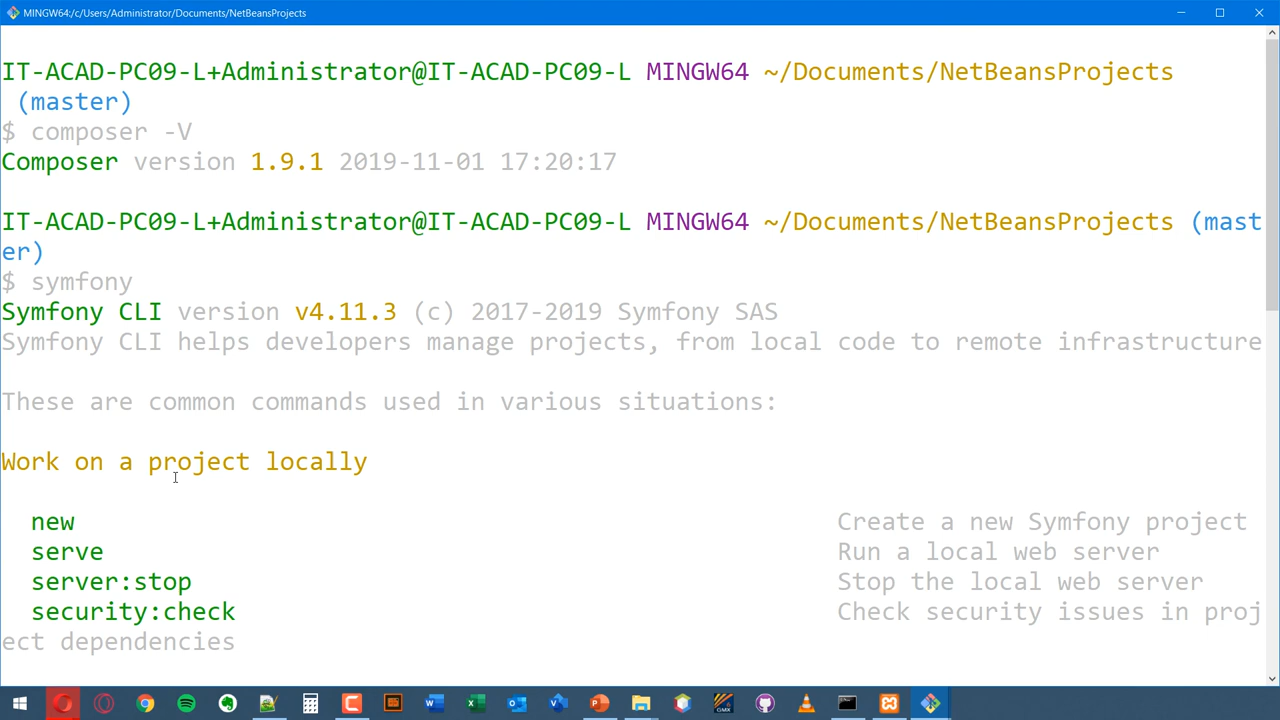 MINGW64:/c/Users/Administrator/Documents/NetBeansProjects
IT-ACAD-PC09-L+Administrator@IT-ACAD-PC09-L MINGW64 ~/Documents/NetBeansProjects
(master)
$ composer -V
Composer version 1.9.1 2019-11-01 17:20:17
IT-ACAD-PC09-L+Administrator@IT-ACAD-PC09-L MINGW64 ~/Documents/NetBeansProjects (mast
er)
$ symfony
Symfony CLI version v4.11.3 (c) 2017-2019 Symfony SAS
Symfony CLI helps developers manage projects, from local code to remote infrastructure
These are common commands used in various situations:
Work on a project locally
new Create a new Symfony project
serve Run a local web server
server:stop Stop the local web server
security:check Check security issues in proj
ect dependencies